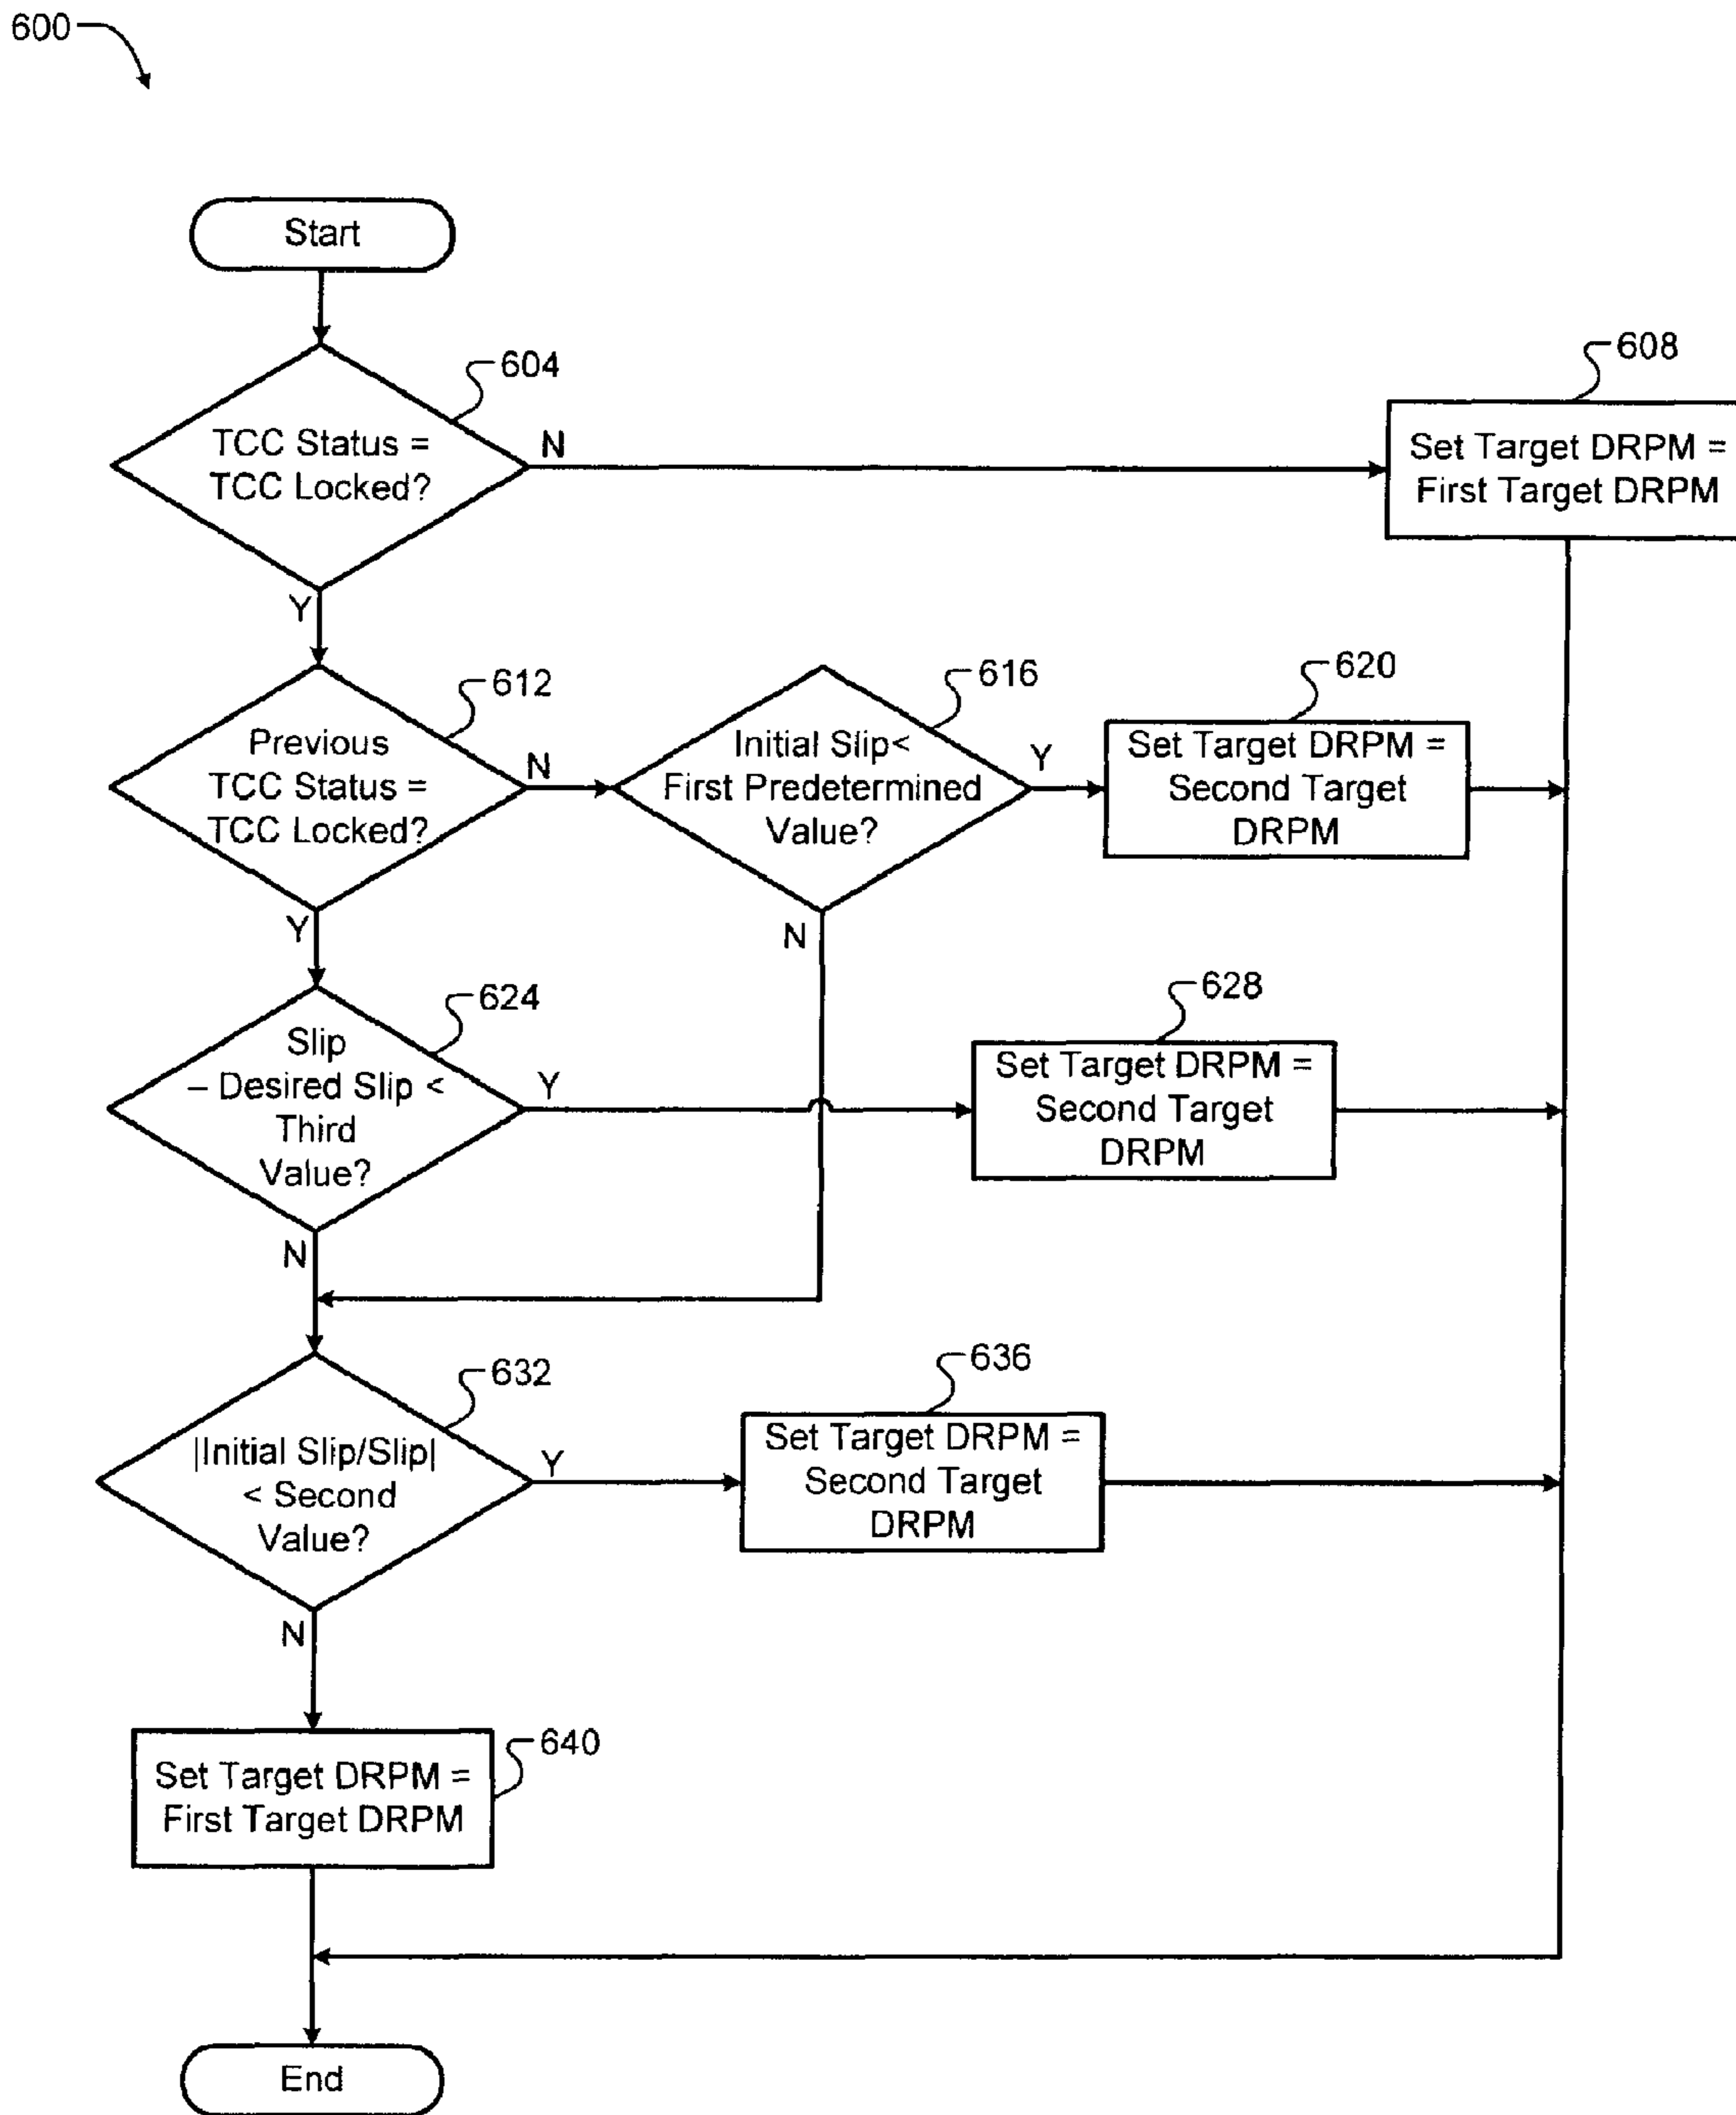 600
Start
604
TCC Status =
TCC Locked?
N
Y
608
Set Target DRPM =
First Target DRPM
612
Previous
TCC Status =
TCC Locked?
N
Y
616
Initial Slip<
First Predetermined
Value?
Y
N
620
Set Target DRPM =
Second Target
DRPM
624
Slip
– Desired Slip <
Third
Value?
Y
N
628
Set Target DRPM =
Second Target
DRPM
632
|Initial Slip/Slip|
< Second
Value?
Y
N
636
Set Target DRPM =
Second Target
DRPM
640
Set Target DRPM =
First Target DRPM
End